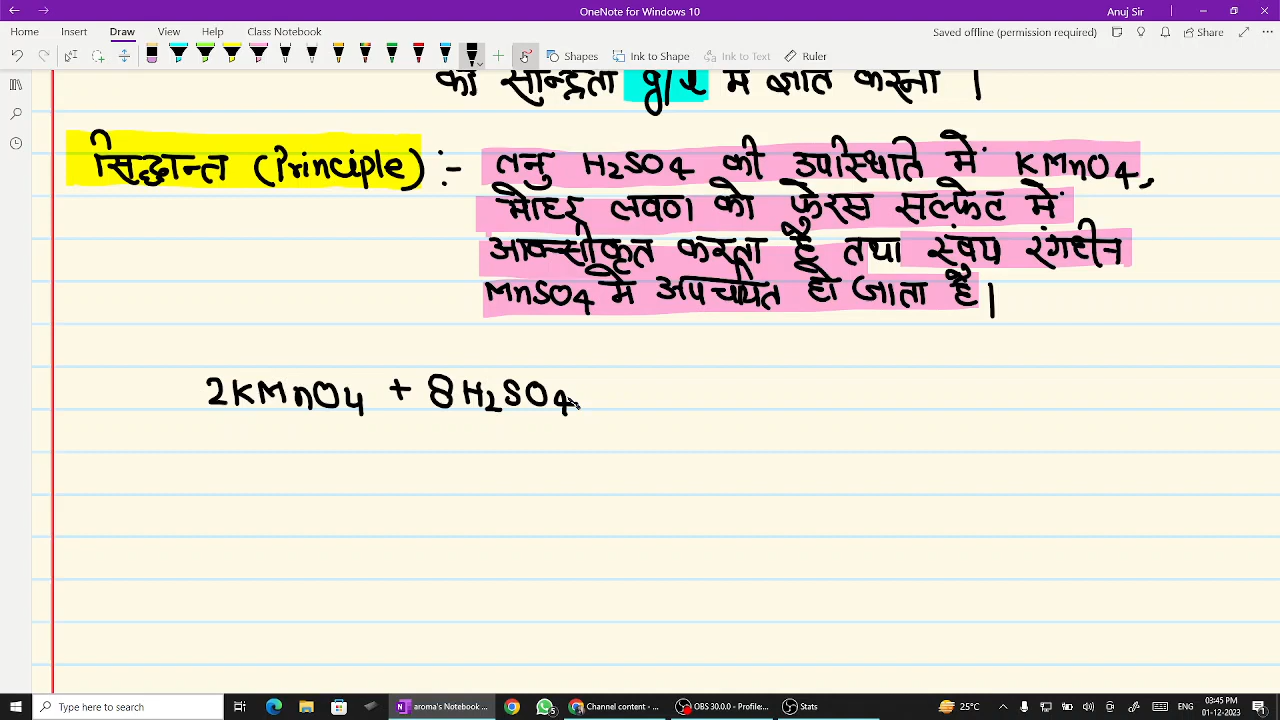 OneNote for Windows 10
Anuj Sir
Home Insert Draw View Help Class Notebook
Saved offline (permission required)
Shapes Ink to Shape Ink to Text Ruler
की सान्द्रता g/l में ज्ञात करना ।
सिद्धान्त (Principle) :- तनु H₂SO₄ की उपस्थिति में KMnO₄,
मोहर लवण को फेरस सल्फेट में
आक्सीकृत करता है तथा स्वंय रंगहीन
MnSO₄ में अपचयित हो जाता है।
2KMnO₄ + 8H₂SO₄
Type here to search
aroma's Notebook ...
5
Channel content - ...
OBS 30.0.0 - Profile...
Stats
25°C
ENG
03:45 PM
01-12-2023
3